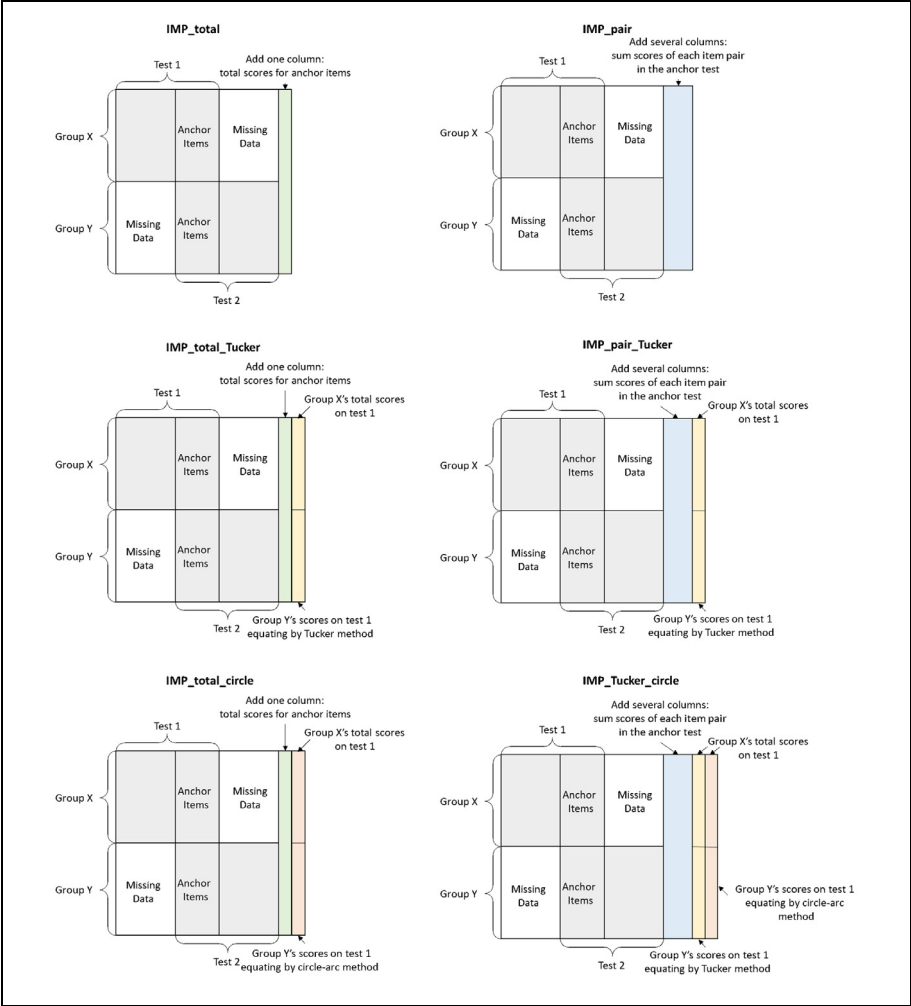 IMP_total
Add one column:
total scores for anchor items
Test 1
Group X
Anchor
Items
Missing
Data
Group Y
Missing
Data
Anchor
Items
Test 2
IMP_pair
Add several columns:
sum scores of each item pair
in the anchor test
Test 1
Group X
Anchor
Items
Missing
Data
Group Y
Missing
Data
Anchor
Items
Test 2
IMP_total_Tucker
Add one column:
total scores for anchor items
Group X's total scores
on test 1
Test 1
Group X
Anchor
Items
Missing
Data
Group Y
Missing
Data
Anchor
Items
Test 2
Group Y's scores on test 1
equating by Tucker method
IMP_pair_Tucker
Add several columns:
sum scores of each item pair
in the anchor test
Group X's total scores
on test 1
Test 1
Group X
Anchor
Items
Missing
Data
Group Y
Missing
Data
Anchor
Items
Test 2
Group Y's scores on test 1
equating by Tucker method
IMP_total_circle
Add one column:
total scores for anchor items
Group X's total scores
on test 1
Test 1
Group X
Anchor
Items
Missing
Data
Group Y
Missing
Data
Anchor
Items
Test 2
Group Y's scores on test 1
equating by circle-arc method
IMP_Tucker_circle
Add several columns:
sum scores of each item pair
in the anchor test
Group X's total scores
on test 1
Test 1
Group X
Anchor
Items
Missing
Data
Group Y
Missing
Data
Anchor
Items
Group Y's scores on test 1
equating by circle-arc
method
Test 2
Group Y's scores on test 1
equating by Tucker method